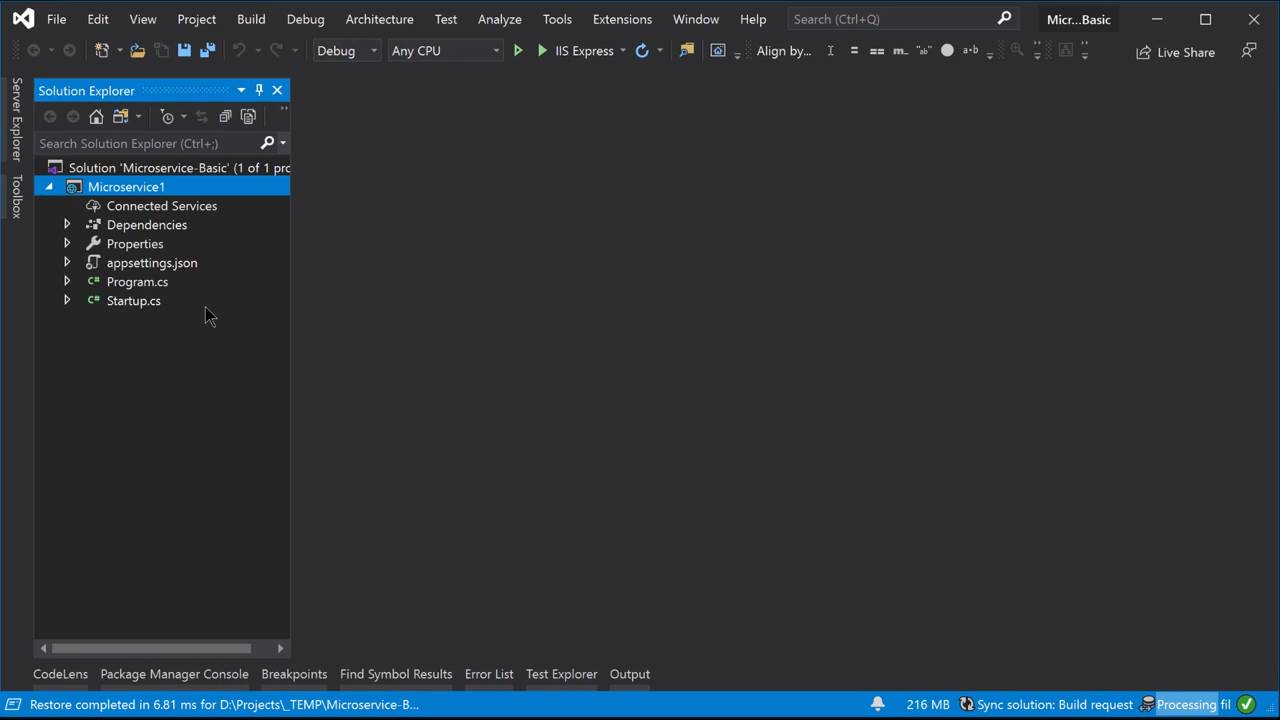 File Edit View Project Build Debug Architecture Test Analyze Tools Extensions Window Help Search (Ctrl+Q) Micr...Basic
Debug Any CPU IIS Express Align by... Live Share
Server Explorer
Toolbox
Solution Explorer
Search Solution Explorer (Ctrl+;)
Solution 'Microservice-Basic' (1 of 1 pro
Microservice1
Connected Services
Dependencies
Properties
appsettings.json
C# Program.cs
C# Startup.cs
CodeLens Package Manager Console Breakpoints Find Symbol Results Error List Test Explorer Output
Restore completed in 6.81 ms for D:\Projects\_TEMP\Microservice-B... 216 MB Sync solution: Build request Processing fil